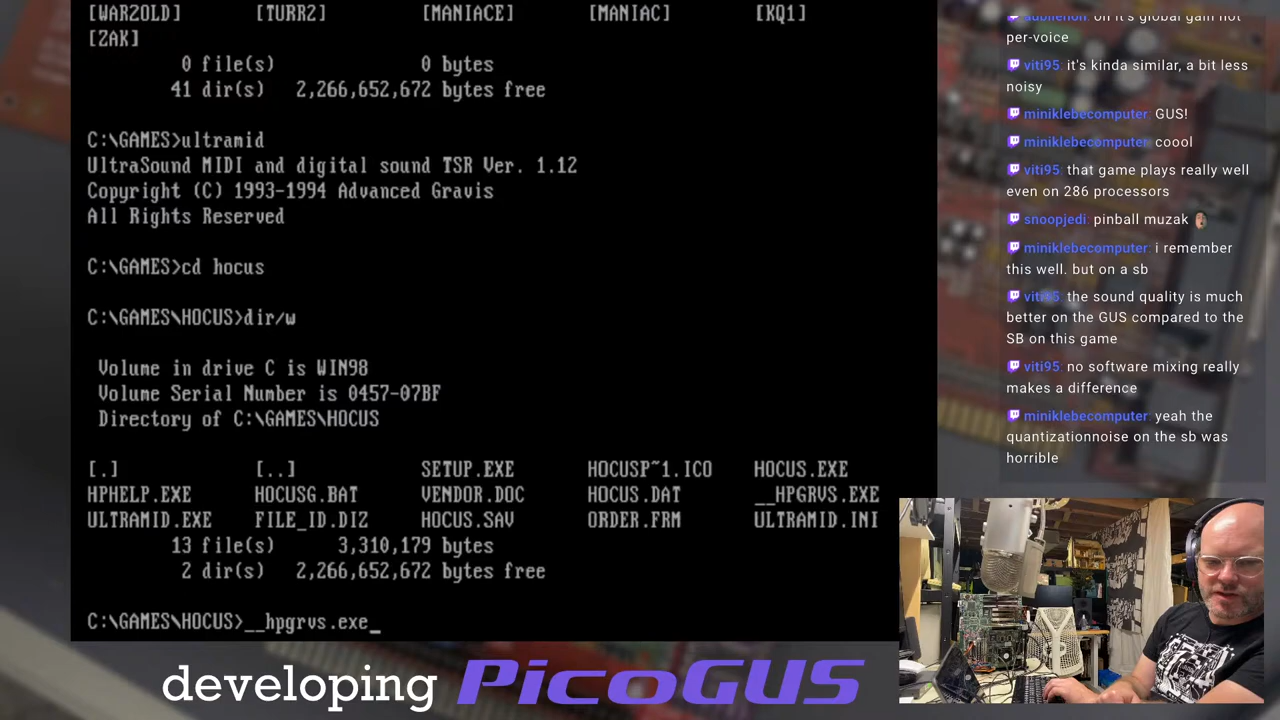 [WAR2OLD] [TURR2] [MANIACE] [MANIAC] [KQ1]
[ZAK]
0 file(s) 0 bytes
41 dir(s) 2,266,652,672 bytes free
C:\GAMES>ultramid
UltraSound MIDI and digital sound TSR Ver. 1.12
Copyright (C) 1993-1994 Advanced Gravis
All Rights Reserved
C:\GAMES>cd hocus
C:\GAMES\HOCUS>dir/w
Volume in drive C is WIN98
Volume Serial Number is 0457-07BF
Directory of C:\GAMES\HOCUS
[.] [..] SETUP.EXE HOCUSP~1.ICO HOCUS.EXE
HPHELP.EXE HOCUSG.BAT VENDOR.DOC HOCUS.DAT __HPGRVS.EXE
ULTRAMID.EXE FILE_ID.DIZ HOCUS.SAV ORDER.FRM ULTRAMID.INI
13 file(s) 3,310,179 bytes
2 dir(s) 2,266,652,672 bytes free
C:\GAMES\HOCUS>__hpgrvs.exe_
per-voice
viti95: it's kinda similar, a bit less
noisy
miniklebecomputer: GUS!
miniklebecomputer: coool
viti95: that game plays really well
even on 286 processors
snoopjedi: pinball muzak
miniklebecomputer: i remember
this well. but on a sb
viti95: the sound quality is much
better on the GUS compared to the
SB on this game
viti95: no software mixing really
makes a difference
miniklebecomputer: yeah the
quantizationnoise on the sb was
horrible
developing PicoGUS